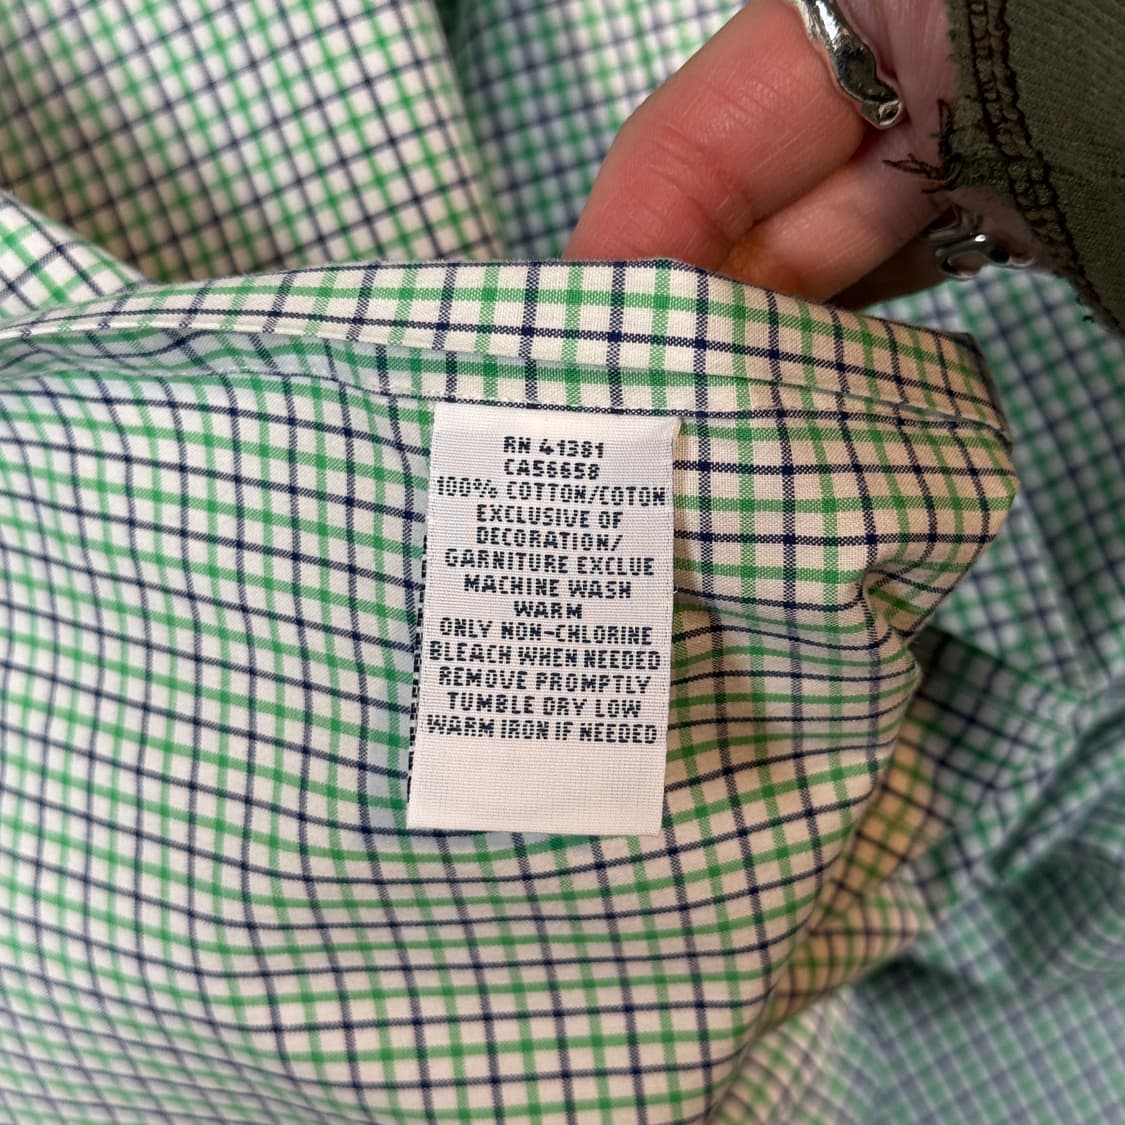 RN 41381
CA56658
100% COTTON/COTON
EXCLUSIVE OF
DECORATION/
GARNITURE EXCLUE
MACHINE WASH
WARM
ONLY NON-CHLORINE
BLEACH WHEN NEEDED
REMOVE PROMPTLY
TUMBLE DRY LOW
WARM IRON IF NEEDED